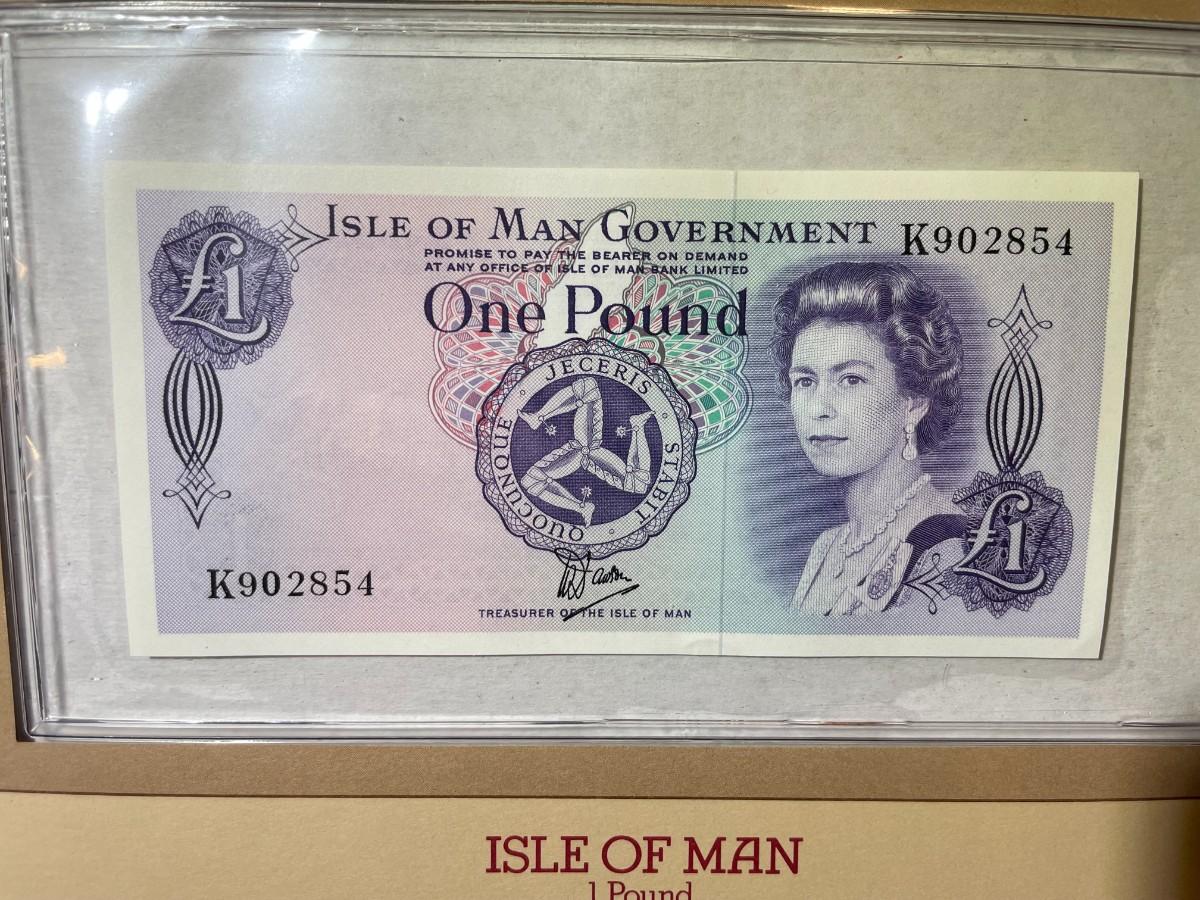 £1
ISLE OF MAN GOVERNMENT
K902854
PROMISE TO PAY THE BEARER ON DEMAND
AT ANY OFFICE OF ISLE OF MAN BANK LIMITED
One Pound
QUOCUNQUE · JECERIS · STABIT ·
K902854
£1
TREASURER OF THE ISLE OF MAN
ISLE OF MAN
1 Pound